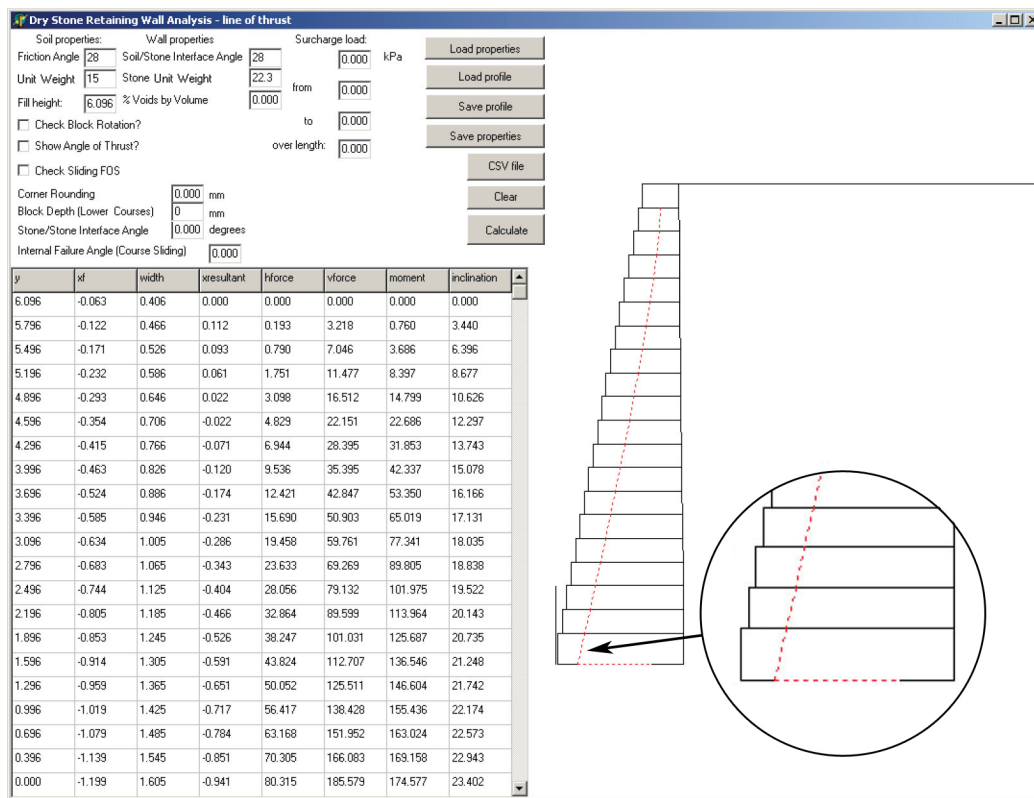 Dry Stone Retaining Wall Analysis - line of thrust
Soil properties: Wall properties Surcharge load:
Friction Angle 28 Soil/Stone Interface Angle 28 0.000 kPa
Unit Weight 15 Stone Unit Weight 22.3 from 0.000
Fill height: 6.096 % Voids by Volume 0.000
Check Block Rotation? to 0.000
Show Angle of Thrust? over length: 0.000
Check Sliding FOS
Corner Rounding 0.000 mm
Block Depth (Lower Courses) 0 mm
Stone/Stone Interface Angle 0.000 degrees
Internal Failure Angle (Course Sliding) 0.000
Load properties
Load profile
Save profile
Save properties
CSV file
Clear
Calculate
y xf width xresultant hforce vforce moment inclination
6.096 -0.063 0.406 0.000 0.000 0.000 0.000 0.000
5.796 -0.122 0.466 0.112 0.193 3.218 0.760 3.440
5.496 -0.171 0.526 0.093 0.790 7.046 3.686 6.396
5.196 -0.232 0.586 0.061 1.751 11.477 8.397 8.677
4.896 -0.293 0.646 0.022 3.098 16.512 14.799 10.626
4.596 -0.354 0.706 -0.022 4.829 22.151 22.686 12.297
4.296 -0.415 0.766 -0.071 6.944 28.395 31.853 13.743
3.996 -0.463 0.826 -0.120 9.536 35.395 42.337 15.078
3.696 -0.524 0.886 -0.174 12.421 42.847 53.350 16.166
3.396 -0.585 0.946 -0.231 15.690 50.903 65.019 17.131
3.096 -0.634 1.005 -0.286 19.458 59.761 77.341 18.035
2.796 -0.683 1.065 -0.343 23.633 69.269 89.805 18.838
2.496 -0.744 1.125 -0.404 28.056 79.132 101.975 19.522
2.196 -0.805 1.185 -0.466 32.864 89.599 113.964 20.143
1.896 -0.853 1.245 -0.526 38.247 101.031 125.687 20.735
1.596 -0.914 1.305 -0.591 43.824 112.707 136.546 21.248
1.296 -0.959 1.365 -0.651 50.052 125.511 146.604 21.742
0.996 -1.019 1.425 -0.717 56.417 138.428 155.436 22.174
0.696 -1.079 1.485 -0.784 63.168 151.952 163.024 22.573
0.396 -1.139 1.545 -0.851 70.305 166.083 169.158 22.943
0.000 -1.199 1.605 -0.941 80.315 185.579 174.577 23.402